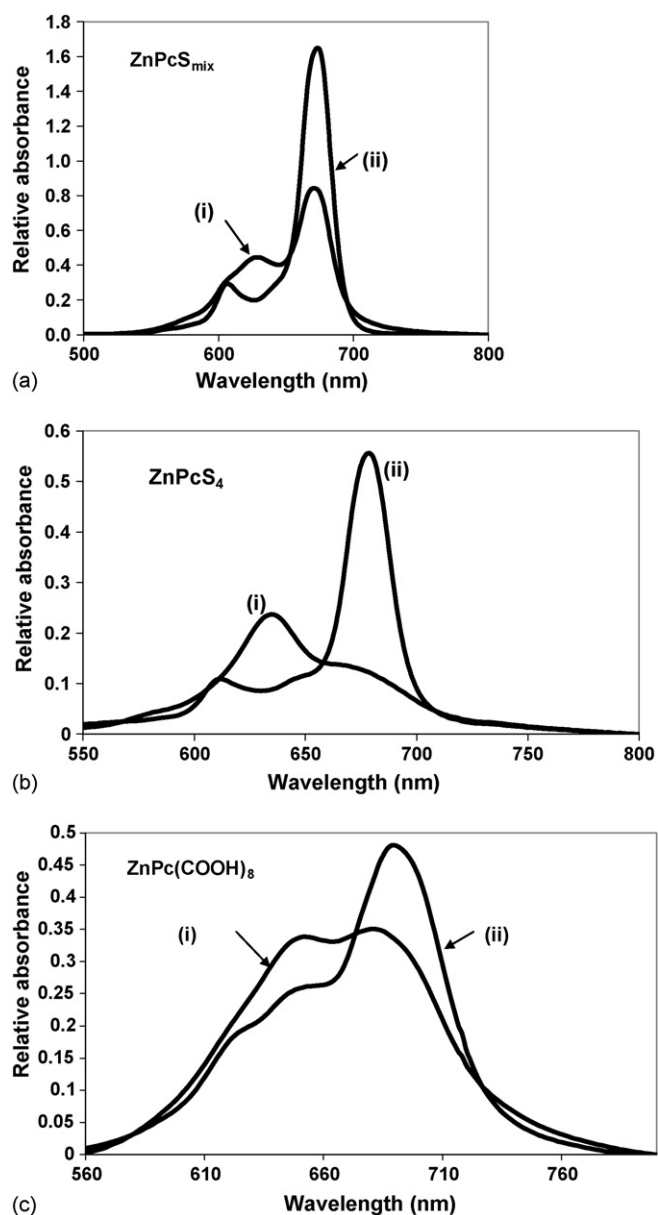 Relative absorbance
1.8
1.6
1.4
1.2
1.0
0.8
0.6
0.4
0.2
0.0
ZnPcSmix
(i)
(ii)
500 600 700 800
Wavelength (nm)
(a)
Relative absorbance
0.6
0.5
0.4
0.3
0.2
0.1
0
ZnPcS4
(i)
(ii)
550 600 650 700 750 800
Wavelength (nm)
(b)
Relative absorbance
0.5
0.45
0.4
0.35
0.3
0.25
0.2
0.15
0.1
0.05
0
ZnPc(COOH)8
(i)
(ii)
560 610 660 710 760
Wavelength (nm)
(c)